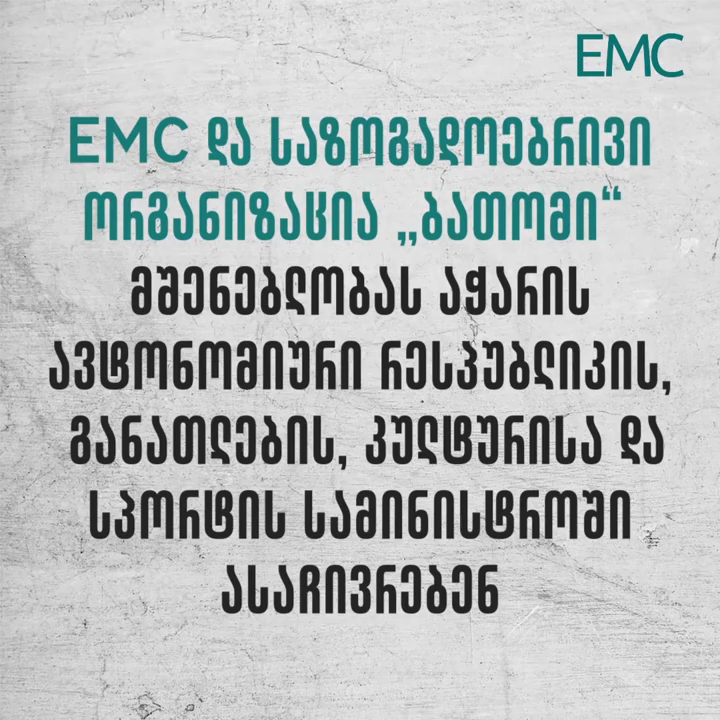 EMC
EMC და საზოგადოებრივი
ორგანიზაცია „ბათომი“
მშენებლობას აჭარის
ავტონომიური რესპუბლიკის,
განათლების, კულტურისა და
სპორტის სამინისტროში
ასაჩივრებენ